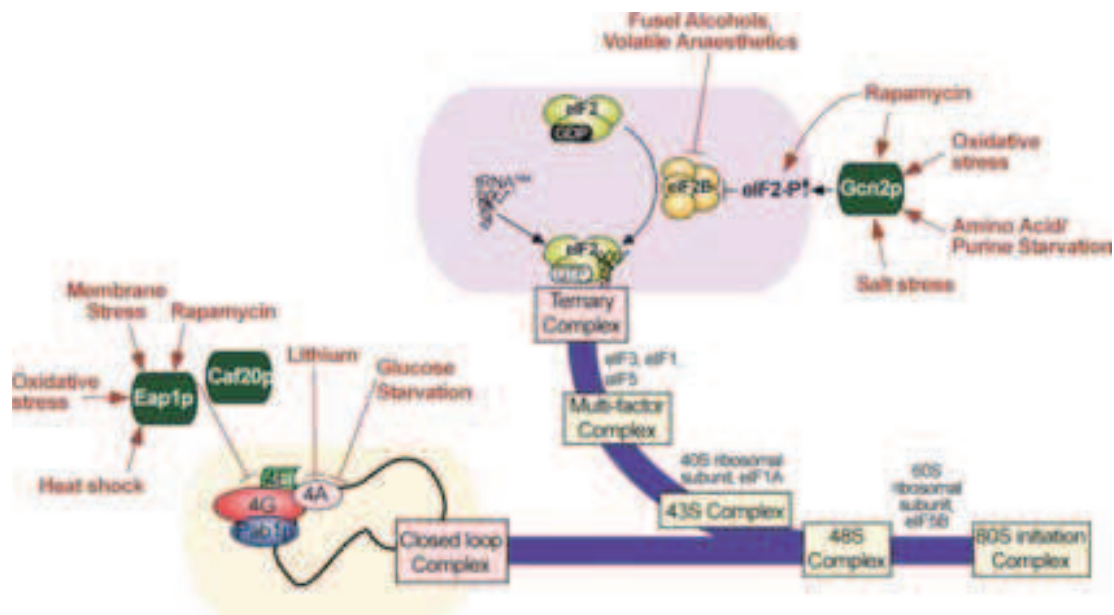 Fusel Alcohols,
Volatile Anaesthetics
eIF2
GDP
Rapamycin
Oxidative
stress
eIF2B
eIF2-P
Gcn2p
Amino Acid/
Purine Starvation
Salt stress
eIF2
GTP
Ternary
Complex
Membrane
Stress
Rapamycin
Lithium
Glucose
Starvation
Caf20p
Oxidative
stress
Eap1p
Heat shock
eIF3, eIF1,
eIF5
Multi-factor
Complex
40S ribosomal
subunit, eIF1A
43S Complex
60S
ribosomal
subunit,
eIF5B
4E
4A
4G
Closed loop
Complex
48S
Complex
80S initiation
Complex